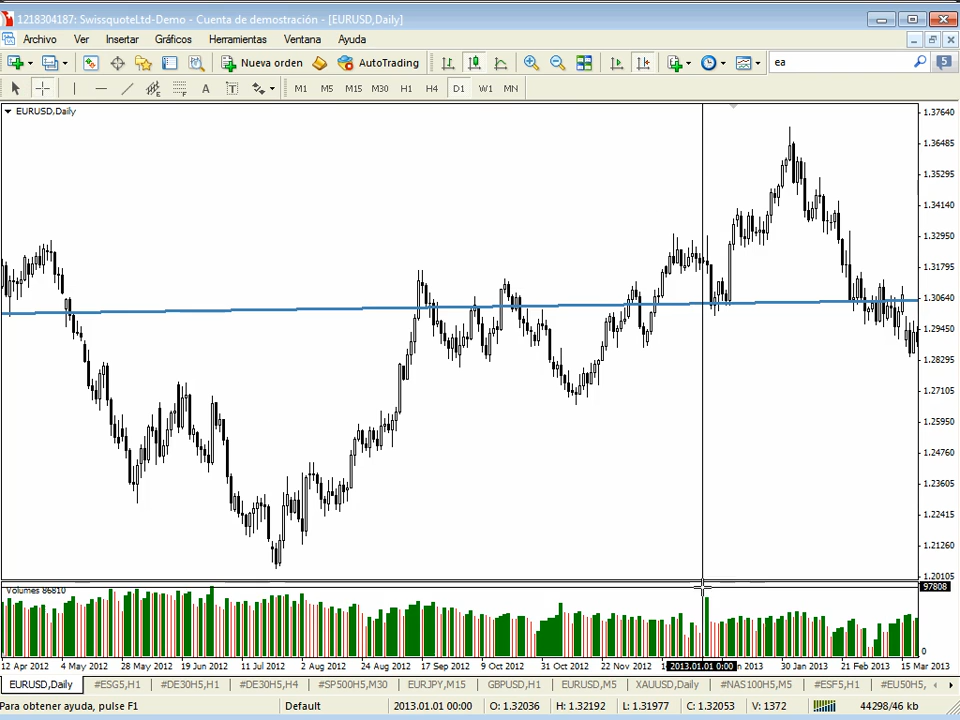 1218304187: SwissquoteLtd-Demo - Cuenta de demostración - [EURUSD,Daily]
Archivo Ver Insertar Gráficos Herramientas Ventana Ayuda
Nueva orden AutoTrading ea 5
A T M1 M5 M15 M30 H1 H4 D1 W1 MN
EURUSD,Daily
1.37640
1.36485
1.35295
1.34140
1.32950
1.31795
1.30640
1.29450
1.28295
1.27105
1.25950
1.24760
1.23605
1.22415
1.21260
1.20105
Volumes 86810
97808
0
12 Apr 2012 4 May 2012 28 May 2012 19 Jun 2012 11 Jul 2012 2 Aug 2012 24 Aug 2012 17 Sep 2012 9 Oct 2012 31 Oct 2012 22 Nov 2012 2013.01.01 0:00 n 2013 30 Jan 2013 21 Feb 2013 15 Mar 2013
EURUSD,Daily #ESG5,H1 #DE30H5,H1 #DE30H5,H4 #SP500H5,M30 EURJPY,M15 GBPUSD,H1 EURUSD,M5 XAUUSD,Daily #NAS100H5,M5 #ESF5,H1 #EU50H5,
Para obtener ayuda, pulse F1 Default 2013.01.01 00:00 O: 1.32036 H: 1.32192 L: 1.31977 C: 1.32053 V: 1372 44298/46 kb